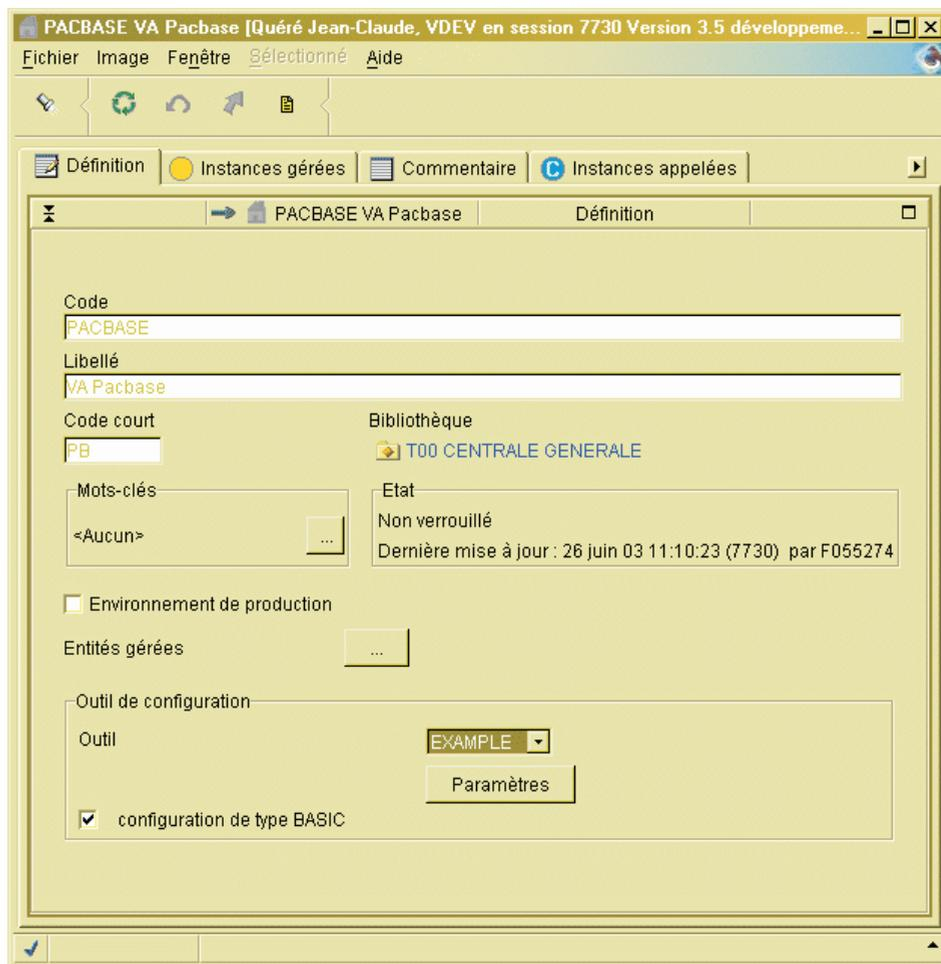 PACBASE VA Pacbase [Quéré Jean-Claude, VDEV en session 7730 Version 3.5 développeme...
Fichier Image Fenêtre Sélectionné Aide
Définition Instances gérées Commentaire C Instances appelées
PACBASE VA Pacbase Définition
Code
PACBASE
Libellé
VA Pacbase
Code court Bibliothèque
PB T00 CENTRALE GENERALE
Mots-clés Etat
<Aucun> ... Non verrouillé
Dernière mise à jour : 26 juin 03 11:10:23 (7730) par F055274
Environnement de production
Entités gérées ...
Outil de configuration
Outil EXAMPLE
Paramètres
configuration de type BASIC